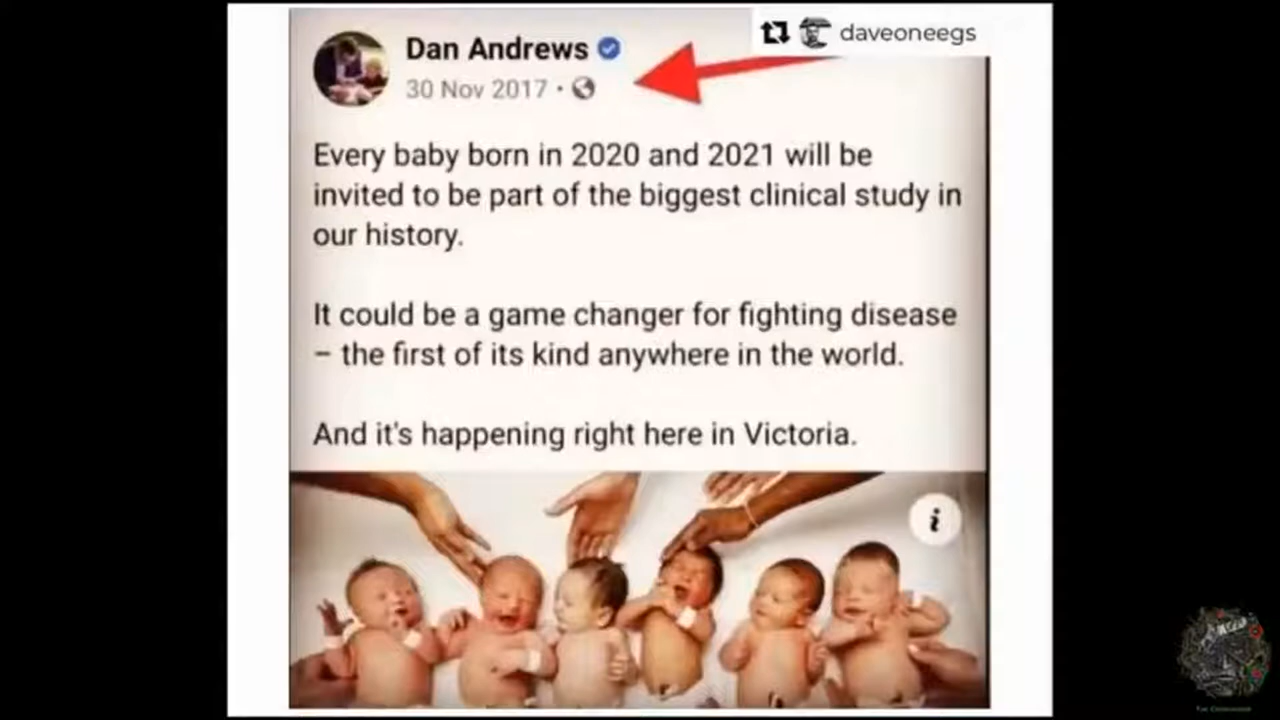 daveoneegs
Dan Andrews
30 Nov 2017 ·
Every baby born in 2020 and 2021 will be
invited to be part of the biggest clinical study in
our history.
It could be a game changer for fighting disease
– the first of its kind anywhere in the world.
And it's happening right here in Victoria.
i